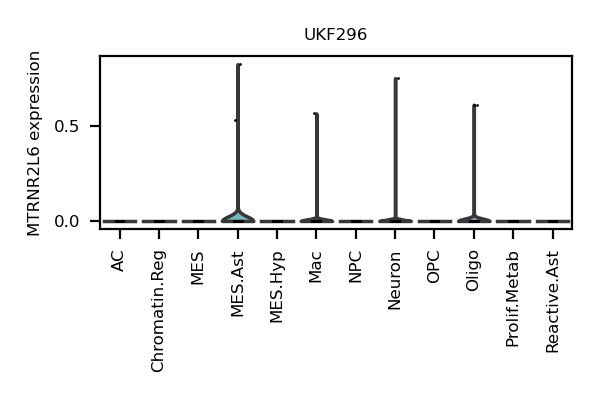 UKF296
MTRNR2L6 expression
0.5
0.0
AC
Chromatin.Reg
MES
MES.Ast
MES.Hyp
Mac
NPC
Neuron
OPC
Oligo
Prolif.Metab
Reactive.Ast